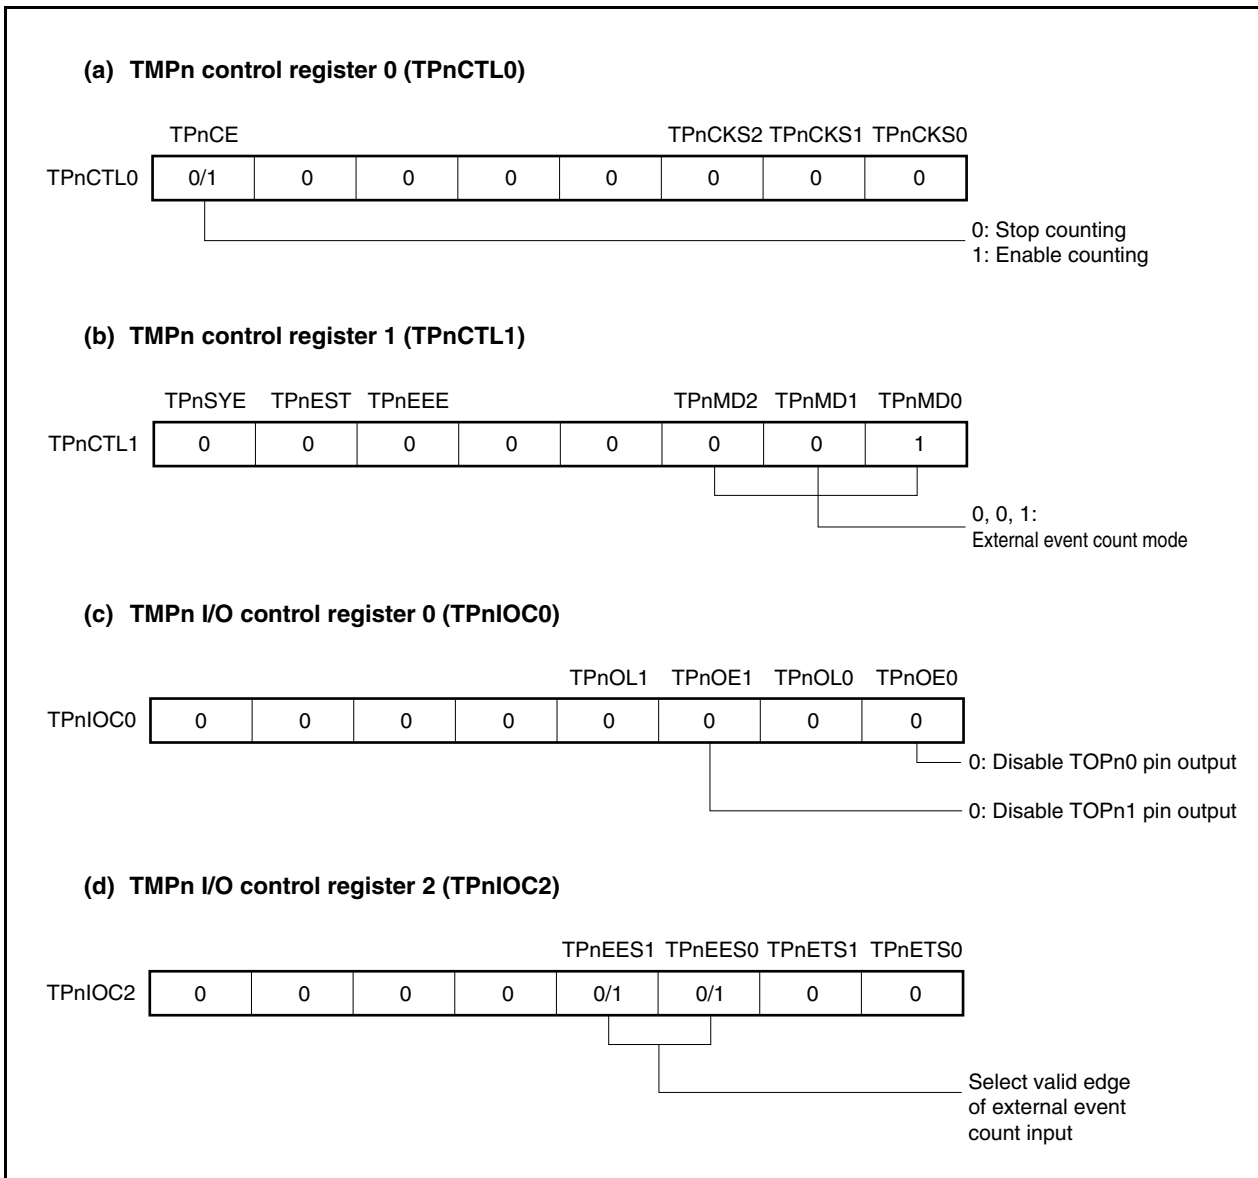 (a) TMPn control register 0 (TPnCTL0)
TPnCE TPnCKS2 TPnCKS1 TPnCKS0
TPnCTL0 0/1 0 0 0 0 0 0 0
0: Stop counting
1: Enable counting
(b) TMPn control register 1 (TPnCTL1)
TPnSYE TPnEST TPnEEE TPnMD2 TPnMD1 TPnMD0
TPnCTL1 0 0 0 0 0 0 0 1
0, 0, 1:
External event count mode
(c) TMPn I/O control register 0 (TPnIOC0)
TPnOL1 TPnOE1 TPnOL0 TPnOE0
TPnIOC0 0 0 0 0 0 0 0 0
0: Disable TOPn0 pin output
0: Disable TOPn1 pin output
(d) TMPn I/O control register 2 (TPnIOC2)
TPnEES1 TPnEES0 TPnETS1 TPnETS0
TPnIOC2 0 0 0 0 0/1 0/1 0 0
Select valid edge
of external event
count input